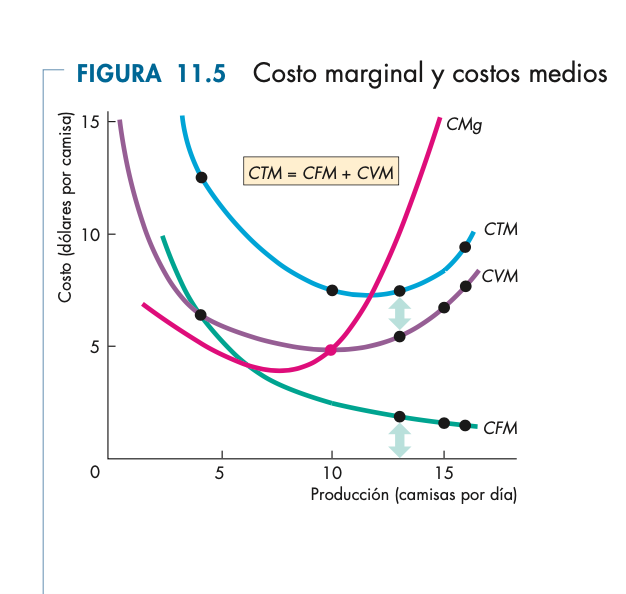 FIGURA 11.5 Costo marginal y costos medios
Costo (dólares por camisa)
15
10
5
0
CMg
CTM = CFM + CVM
CTM
CVM
CFM
5 10 15
Producción (camisas por día)